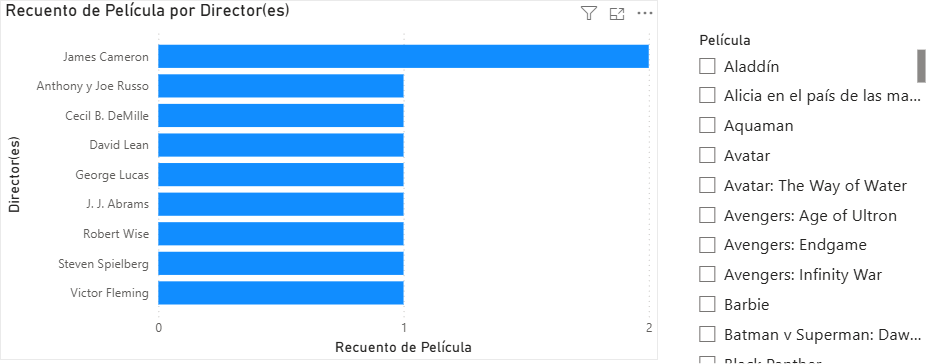 Recuento de Película por Director(es)
Director(es)
James Cameron
Anthony y Joe Russo
Cecil B. DeMille
David Lean
George Lucas
J. J. Abrams
Robert Wise
Steven Spielberg
Victor Fleming
0 1 2
Recuento de Película
Película
Aladdín
Alicia en el país de las ma...
Aquaman
Avatar
Avatar: The Way of Water
Avengers: Age of Ultron
Avengers: Endgame
Avengers: Infinity War
Barbie
Batman v Superman: Daw...
Black Panther